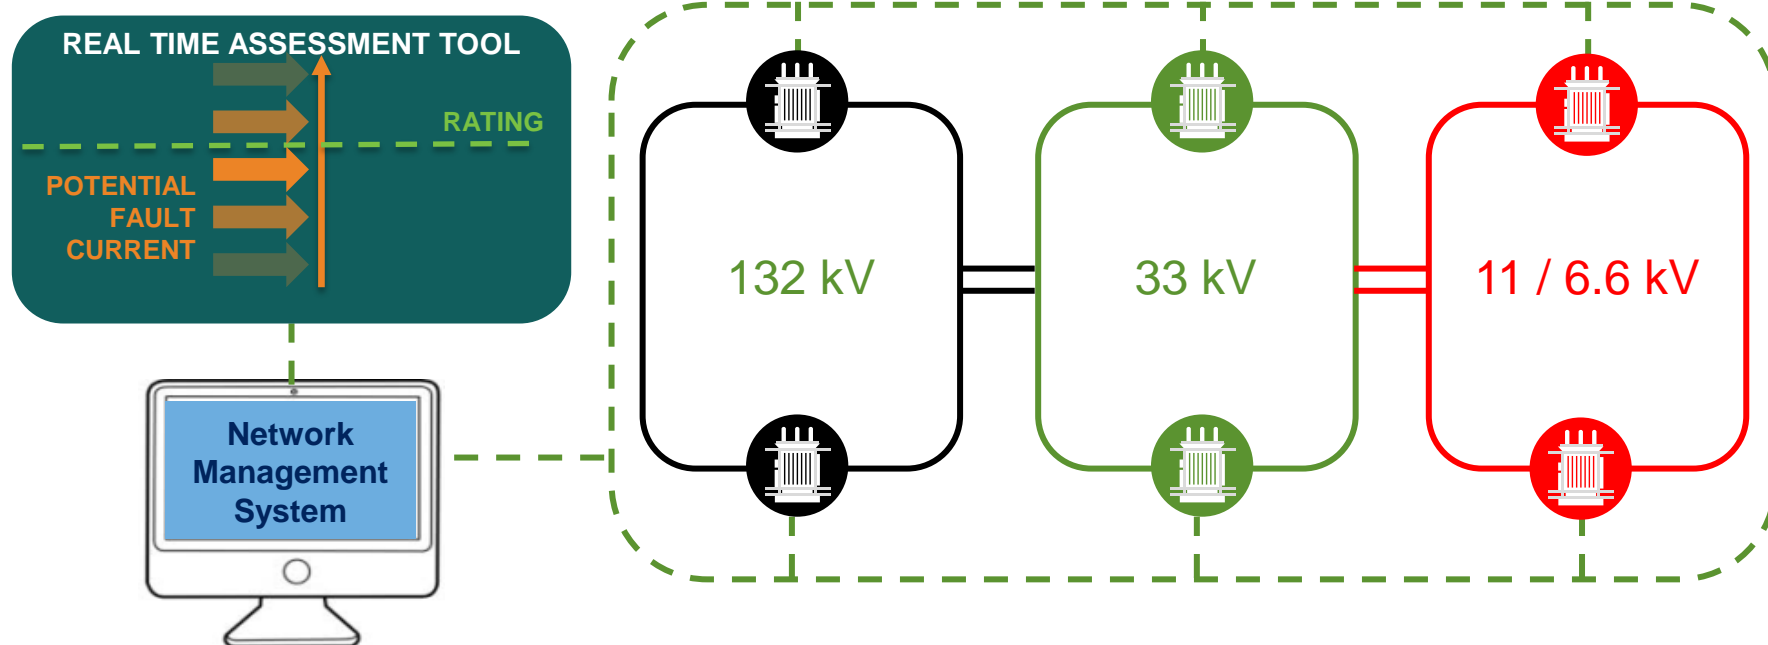 REAL TIME ASSESSMENT TOOL
RATING
POTENTIAL
FAULT
CURRENT
Network
Management
System
132 kV
33 kV
11 / 6.6 kV